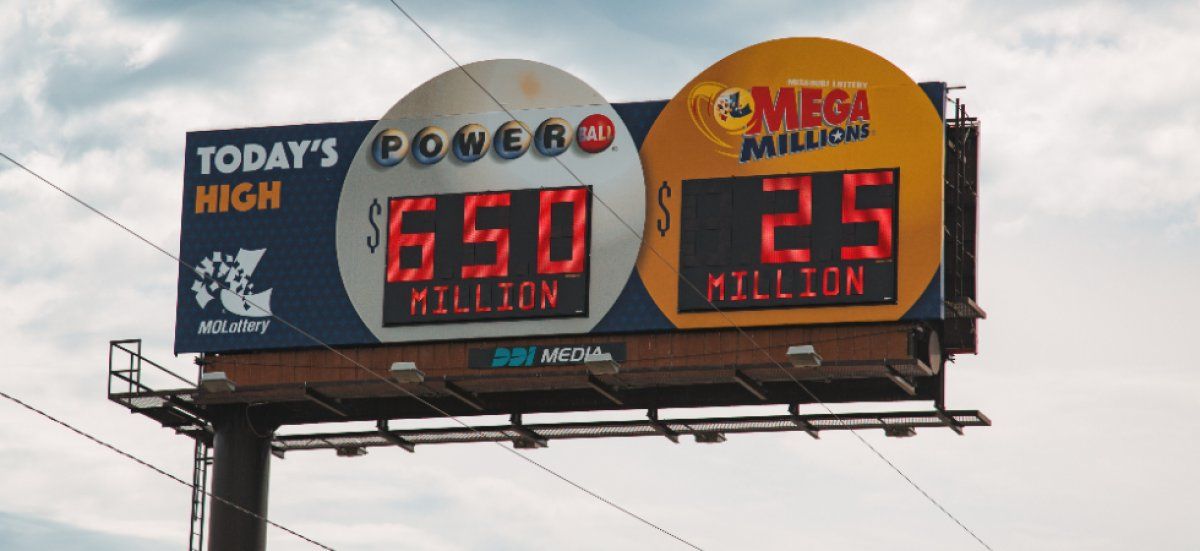 TODAY'S
HIGH
MOLottery
POWERBALL
$650
MILLION
MISSOURI LOTTERY
MEGA
MILLIONS
$25
MILLION
DDI MEDIA